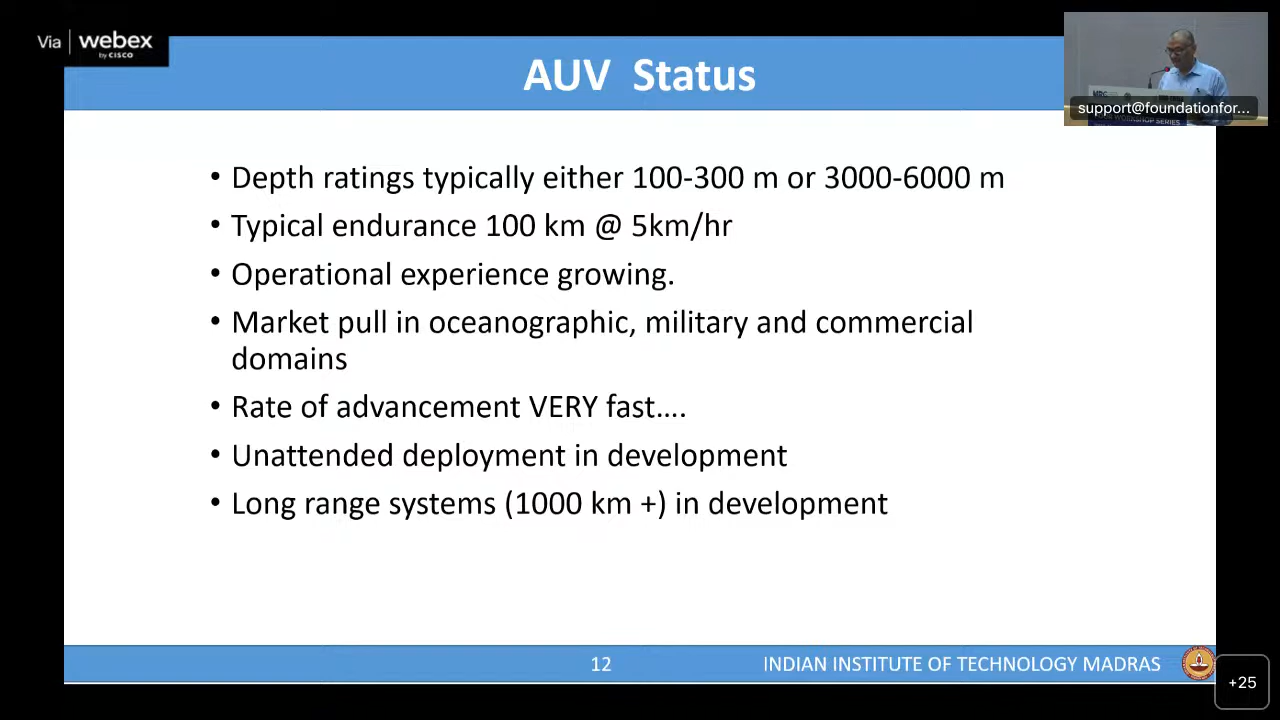 Via webex
by CISCO
AUV Status
support@foundationfor...
WORKSHOP SERIES
• Depth ratings typically either 100-300 m or 3000-6000 m
• Typical endurance 100 km @ 5km/hr
• Operational experience growing.
• Market pull in oceanographic, military and commercial
domains
• Rate of advancement VERY fast....
• Unattended deployment in development
• Long range systems (1000 km +) in development
12
INDIAN INSTITUTE OF TECHNOLOGY MADRAS
+25